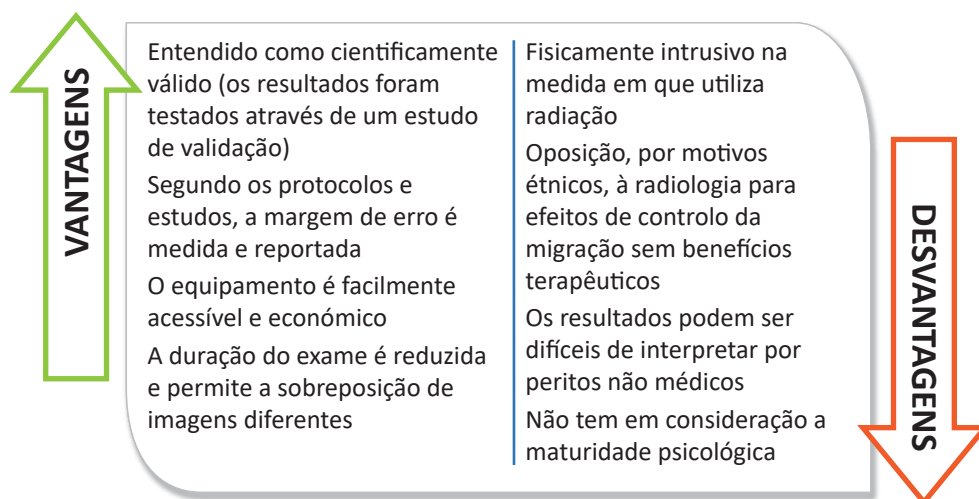 VANTAGENS
Entendido como cientificamente
válido (os resultados foram
testados através de um estudo
de validação)
Segundo os protocolos e
estudos, a margem de erro é
medida e reportada
O equipamento é facilmente
acessível e económico
A duração do exame é reduzida
e permite a sobreposição de
imagens diferentes
Fisicamente intrusivo na
medida em que utiliza
radiação
Oposição, por motivos
étnicos, à radiologia para
efeitos de controlo da
migração sem benefícios
terapêuticos
Os resultados podem ser
difíceis de interpretar por
peritos não médicos
Não tem em consideração a
maturidade psicológica
DESVANTAGENS